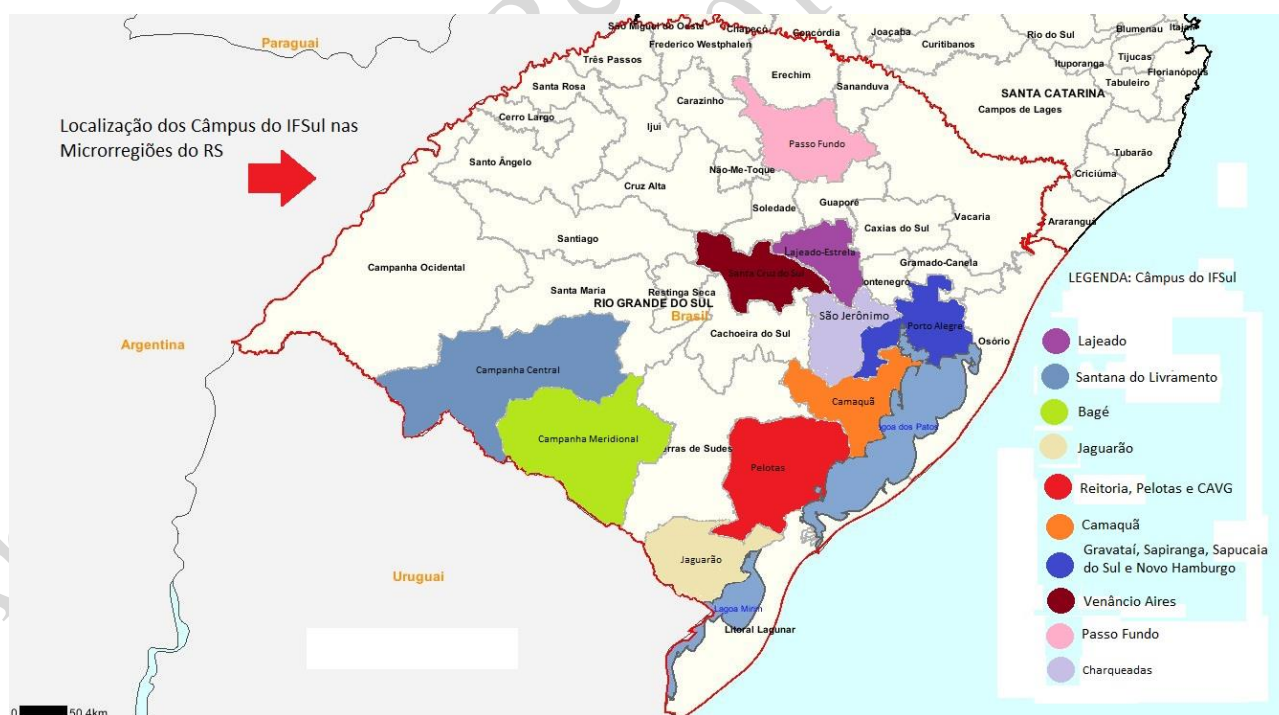 Paraguai
São Miguel do Oeste
Chapecó
Concórdia
Joaçaba
Curitibanos
Rio do Sul
Blumenau
Itajaí
Frederico Westphalen
Três Passos
Erechim
Ituporanga
Tijucas
Florianópolis
Tabuleiro
Santa Rosa
Carazinho
Sananduva
SANTA CATARINA
Campos de Lages
Localização dos Câmpus do IFSul nas
Microrregiões do RS
Cerro Largo
Ijui
Passo Fundo
Santo Ângelo
Não-Me-Toque
Tubarão
Criciúma
Cruz Alta
Soledade
Guaporé
Vacaria
Araranguá
Caxias do Sul
Santiago
Lajeado-Estrela
Campanha Ocidental
Santa Cruz do Sul
Gramado-Canela
Santa Maria
Restinga Seca
ontenegro
RIO GRANDE DO SUL
Brasil
São Jerônimo
Porto Alegre
Cachoeira do Sul
Osório
Argentina
Campanha Central
Camaquã
goa dos Patos
Campanha Meridional
rras de Sudes
Pelotas
Jaguarão
Uruguai
Lagoa Mirim
Litoral Lagunar
LEGENDA: Câmpus do IFSul
Lajeado
Santana do Livramento
Bagé
Jaguarão
Reitoria, Pelotas e CAVG
Camaquã
Gravataí, Sapiranga, Sapucaia
do Sul e Novo Hamburgo
Venâncio Aires
Passo Fundo
Charqueadas
0 50.4km